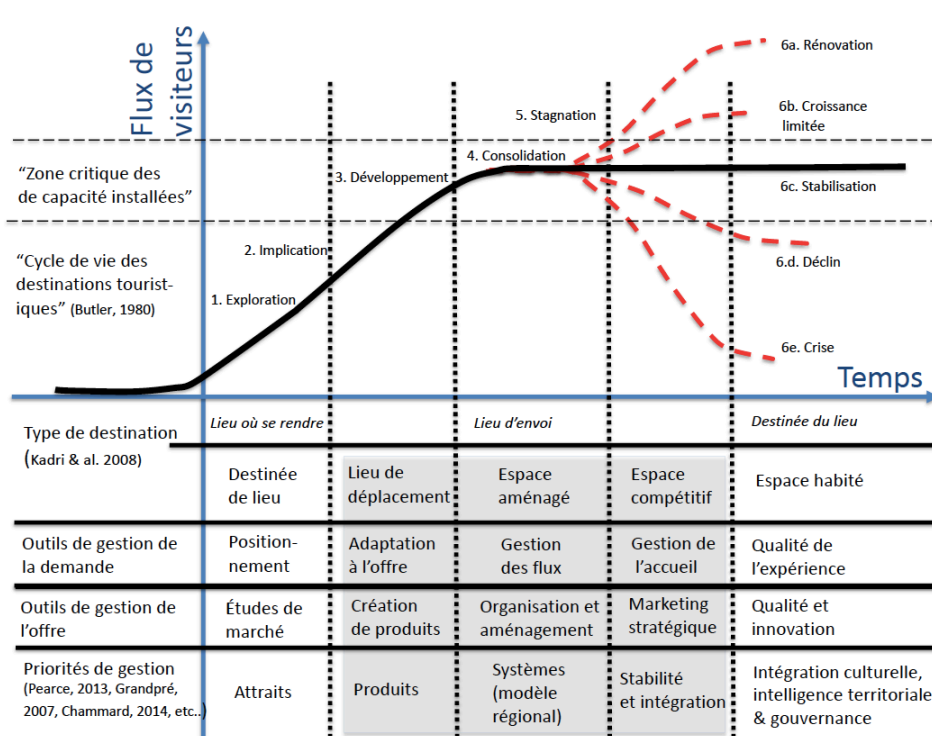 Flux de
visiteurs
6a. Rénovation
6b. Croissance
limitée
5. Stagnation
4. Consolidation
3. Développement
6c. Stabilisation
“Zone critique des
de capacité installées”
2. Implication
6.d. Déclin
“Cycle de vie des
destinations tourist-
iques” (Butler, 1980)
1. Exploration
6e. Crise
Temps
Type de destination
(Kadri & al. 2008)
Lieu où se rendre
Lieu d’envoi
Destinée du lieu
Destinée
de lieu
Lieu de
déplacement
Espace
aménagé
Espace
compétitif
Espace habité
Outils de gestion de
la demande
Position-
nement
Adaptation
à l’offre
Gestion
des flux
Gestion de
l’accueil
Qualité de
l’expérience
Outils de gestion de
l’offre
Études de
marché
Création
de produits
Organisation et
aménagement
Marketing
stratégique
Qualité et
innovation
Priorités de gestion
(Pearce, 2013, Grandpré,
2007, Chammard, 2014, etc..)
Attraits
Produits
Systèmes
(modèle
régional)
Stabilité
et intégration
Intégration culturelle,
intelligence territoriale
& gouvernance